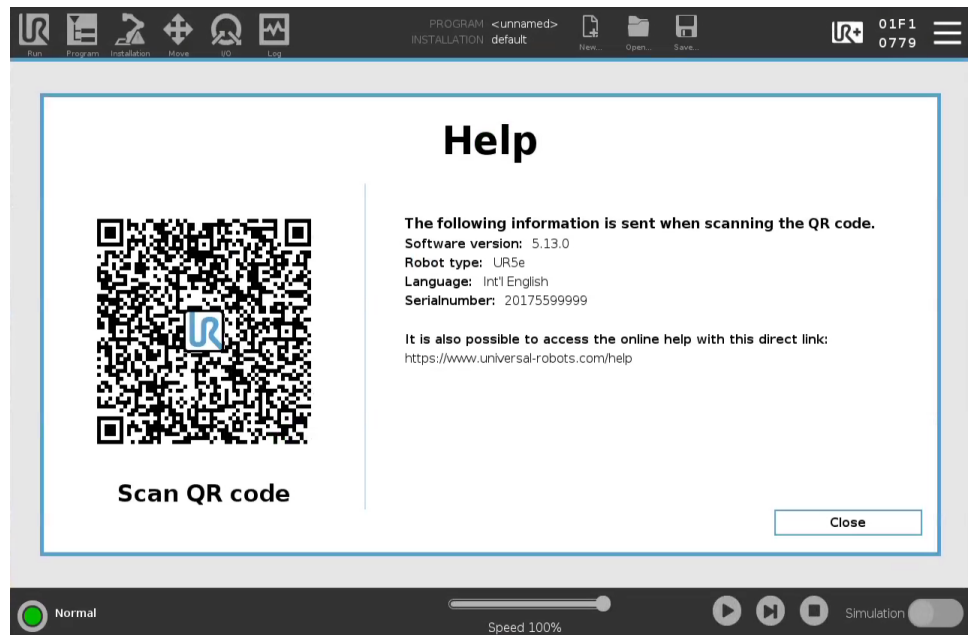 PROGRAM <unnamed>
INSTALLATION default
Run
Program
Installation
Move
I/O
Log
New...
Open...
Save...
UR+
01F1
0779
Help
The following information is sent when scanning the QR code.
Software version: 5.13.0
Robot type: UR5e
Language: Int'l English
Serialnumber: 20175599999
It is also possible to access the online help with this direct link:
https://www.universal-robots.com/help
UR
Scan QR code
Close
Normal
Speed 100%
Simulation